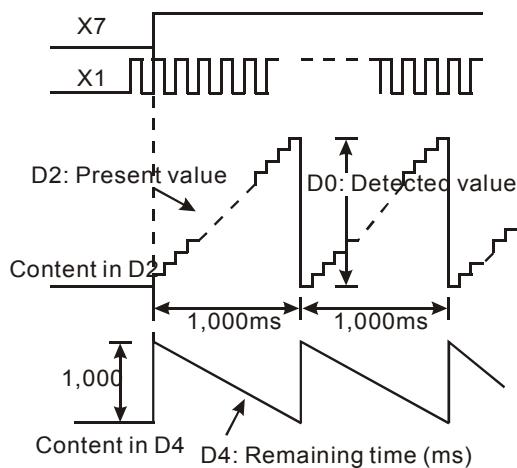 X7
X1
D2: Present value
D0: Detected value
Content in D2
1,000ms
1,000ms
1,000
Content in D4
D4: Remaining time (ms)